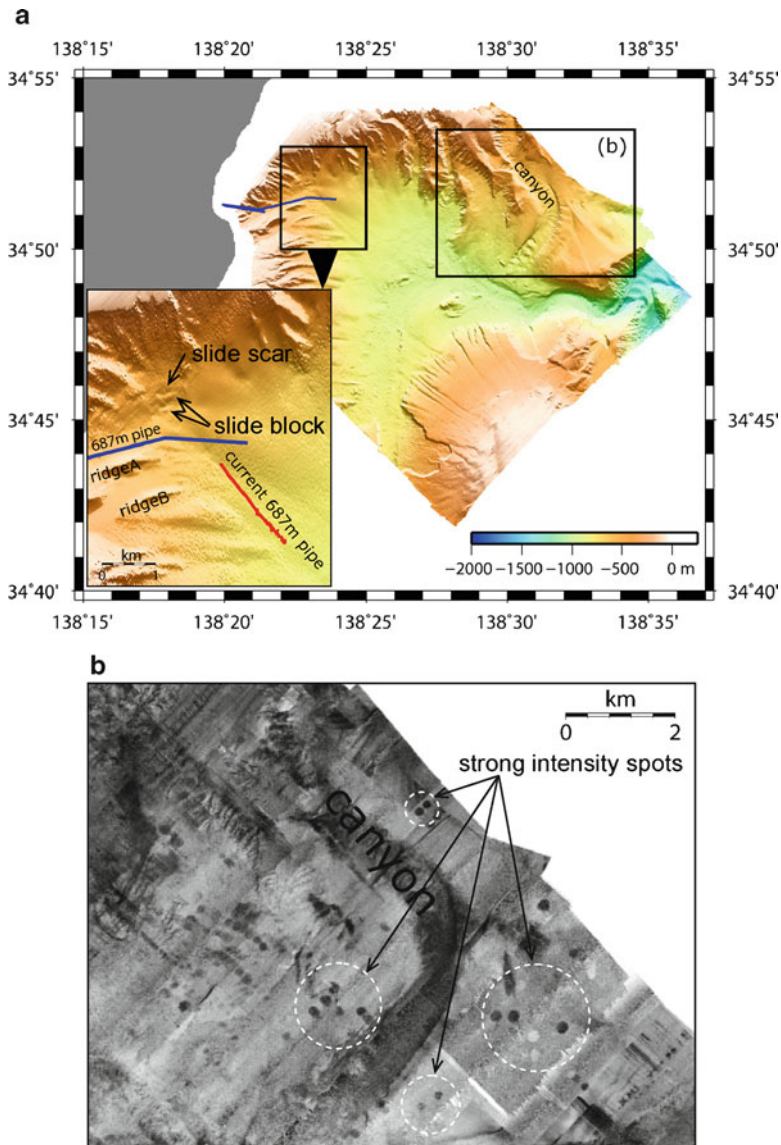 a
138˚15' 138˚20' 138˚25' 138˚30' 138˚35'
34˚55'
34˚50'
34˚45'
34˚40'
34˚55'
34˚50'
34˚45'
34˚40'
(b)
canyon
slide scar
slide block
687m pipe
ridgeA
ridgeB
current 687m pipe
km
0 1
−2000 −1500 −1000 −500 0 m
138˚15' 138˚20' 138˚25' 138˚30' 138˚35'
b
km
0 2
strong intensity spots
canyon